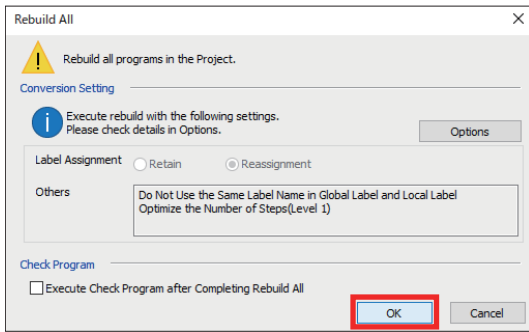 Rebuild All
Rebuild all programs in the Project.
Conversion Setting
Execute rebuild with the following settings.
Please check details in Options.
Options
Label Assignment
Retain
Reassignment
Others
Do Not Use the Same Label Name in Global Label and Local Label
Optimize the Number of Steps(Level 1)
Check Program
Execute Check Program after Completing Rebuild All
OK
Cancel